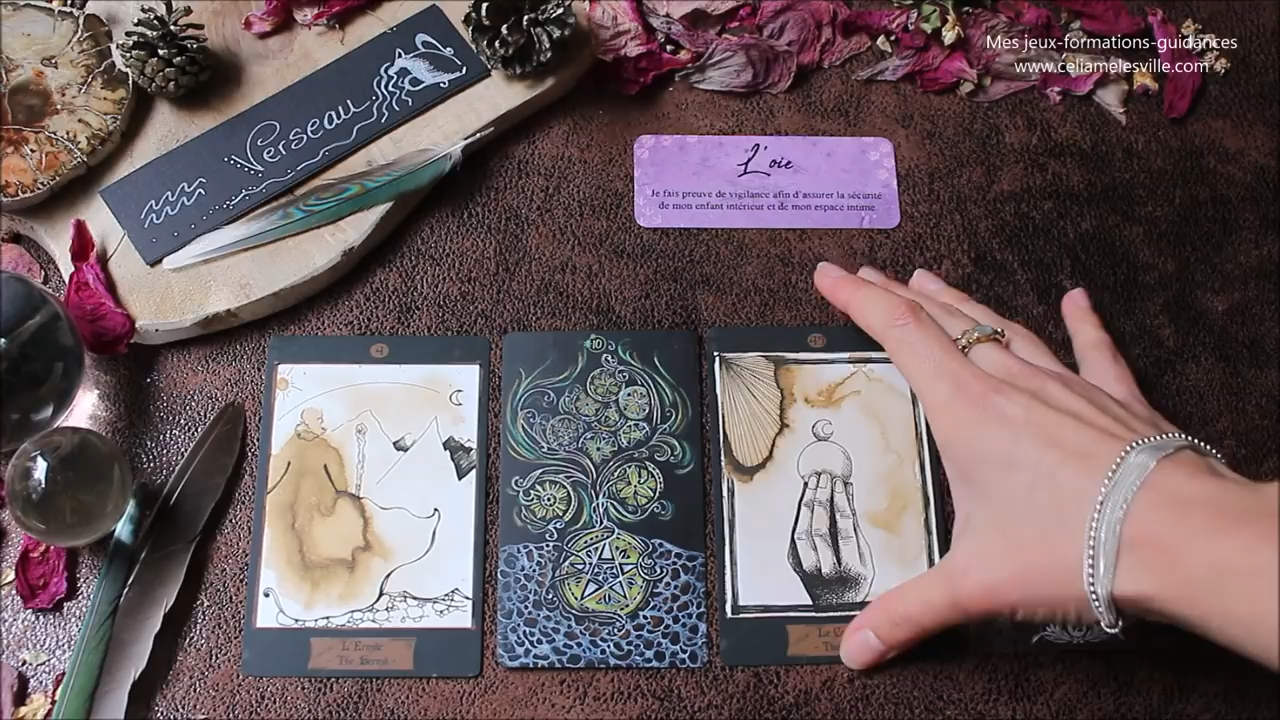 Mes jeux-formations-guidances
www.celiamelesville.com
Verseau
L'oie
Je fais preuve de vigilance afin d'assurer la sécurité
de mon enfant intérieur et de mon espace intime.
10
L'Ermite
The Hermit -